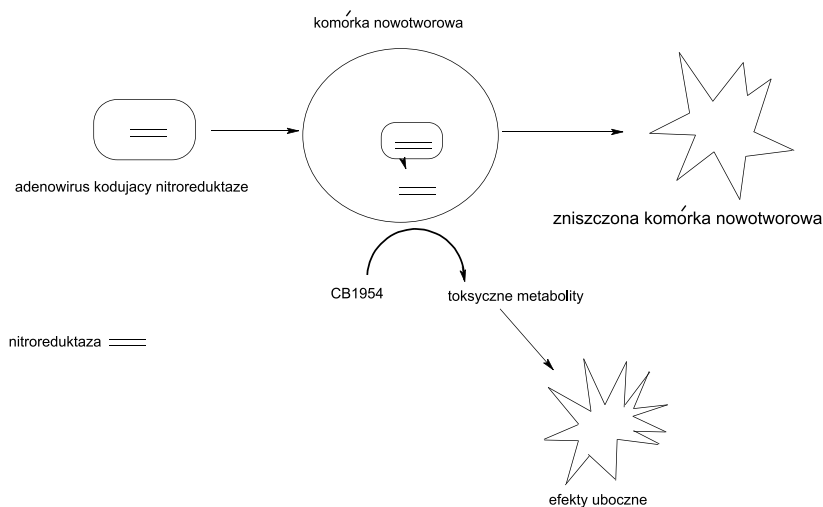 komórka nowotworowa
adenowirus kodujacy nitroreduktaze
zniszczona komórka nowotworowa
CB1954
toksyczne metabolity
nitroreduktaza
efekty uboczne